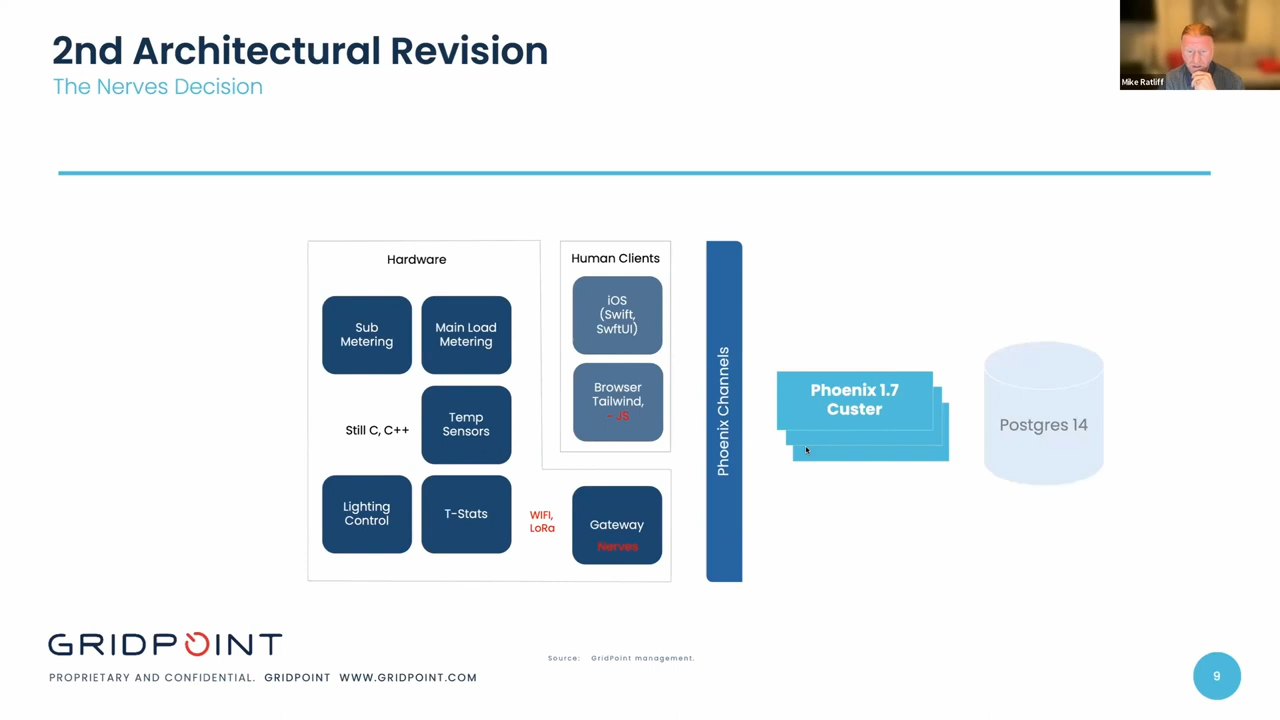 2nd Architectural Revision
The Nerves Decision
Mike Ratliff
Hardware
Sub
Metering
Main Load
Metering
Still C, C++
Temp
Sensors
Lighting
Control
T-Stats
WIFI,
LoRa
Human Clients
iOS
(Swift,
SwftUI)
Browser
Tailwind,
- JS
Gateway
Nerves
Phoenix Channels
Phoenix 1.7
Custer
Postgres 14
GRIDPOINT
PROPRIETARY AND CONFIDENTIAL. GRIDPOINT WWW.GRIDPOINT.COM
Source: GridPoint management.
9